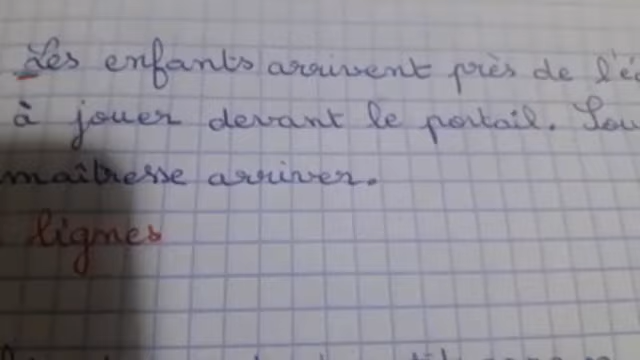 Les enfants arrivent près de l'é
à jouer devant le portail. Sou
maîtresse arriver.
lignes